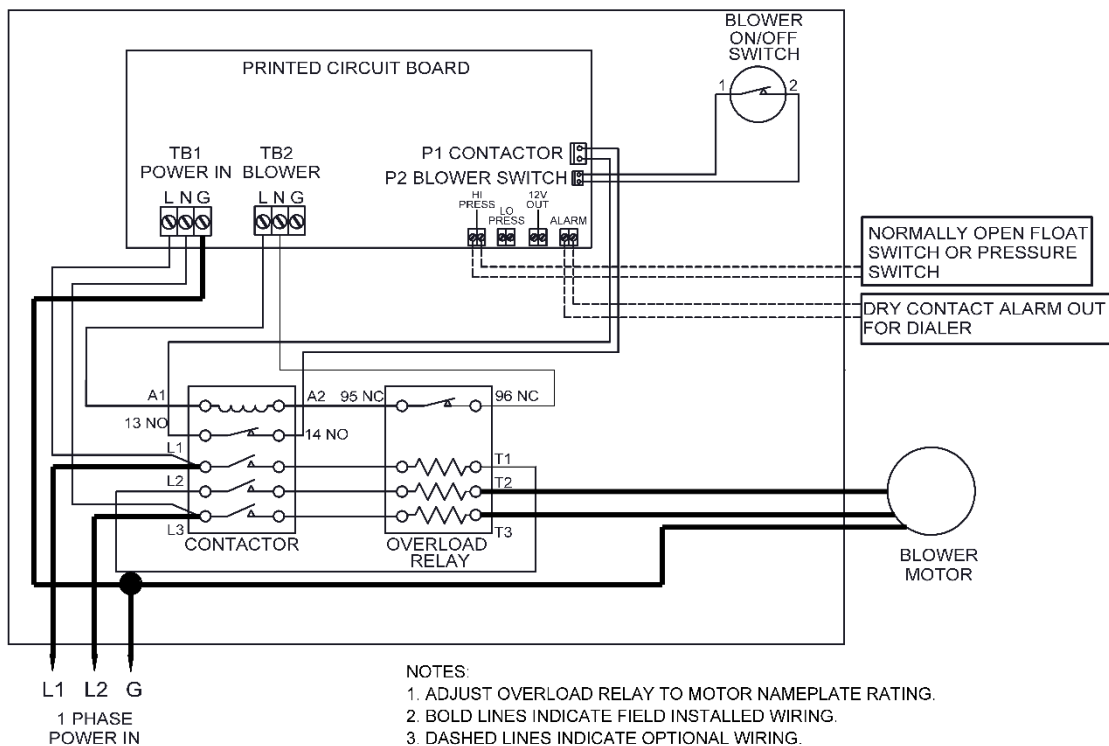 BLOWER
ON/OFF
SWITCH
PRINTED CIRCUIT BOARD
1
2
TB1
POWER IN
TB2
BLOWER
P1 CONTACTOR
P2 BLOWER SWITCH
L N G
L N G
HI
PRESS
LO
PRESS
12V
OUT
ALARM
NORMALLY OPEN FLOAT
SWITCH OR PRESSURE
SWITCH
DRY CONTACT ALARM OUT
FOR DIALER
A1
A2
95 NC
96 NC
13 NO
14 NO
L1
T1
L2
T2
L3
T3
CONTACTOR
OVERLOAD
RELAY
BLOWER
MOTOR
L1 L2 G
1 PHASE
POWER IN
NOTES:
1. ADJUST OVERLOAD RELAY TO MOTOR NAMEPLATE RATING.
2. BOLD LINES INDICATE FIELD INSTALLED WIRING.
3. DASHED LINES INDICATE OPTIONAL WIRING.